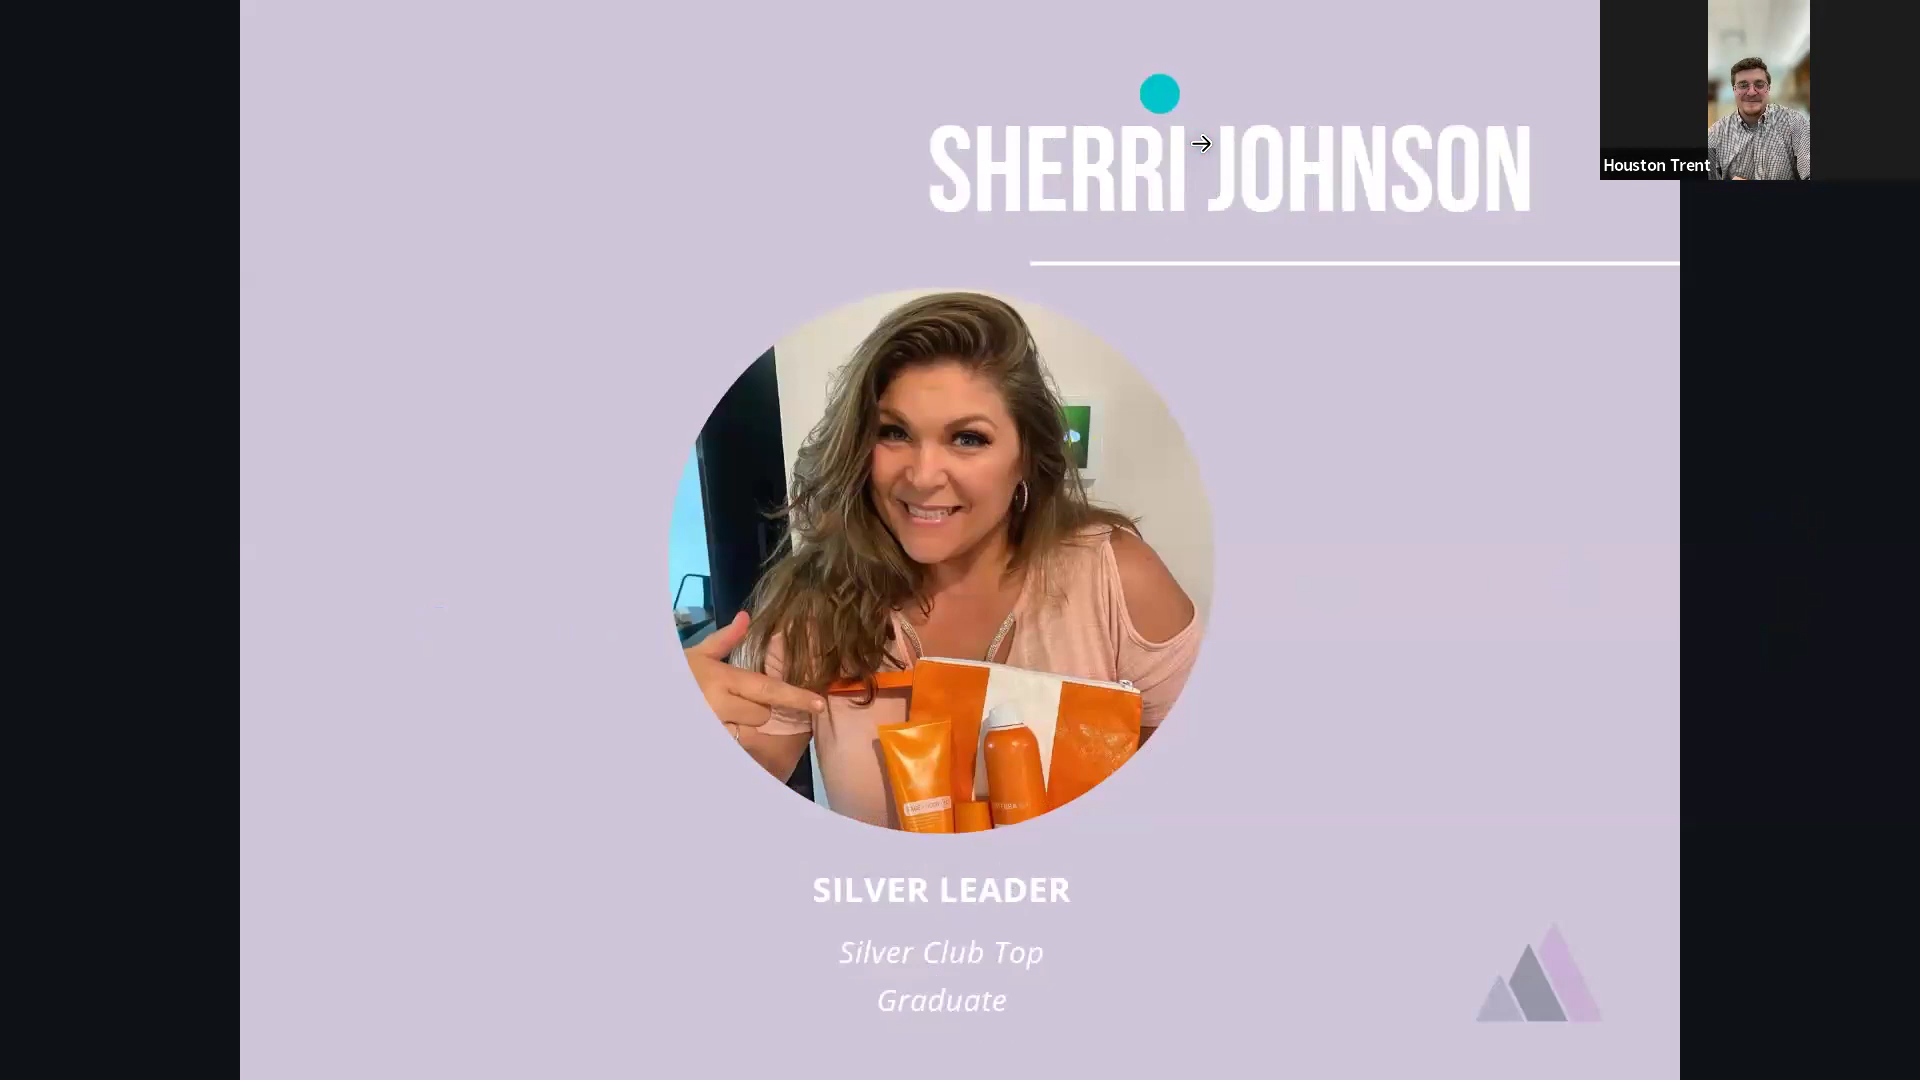 SHERRI JOHNSON
Houston Trent
SILVER LEADER
Silver Club Top
Graduate